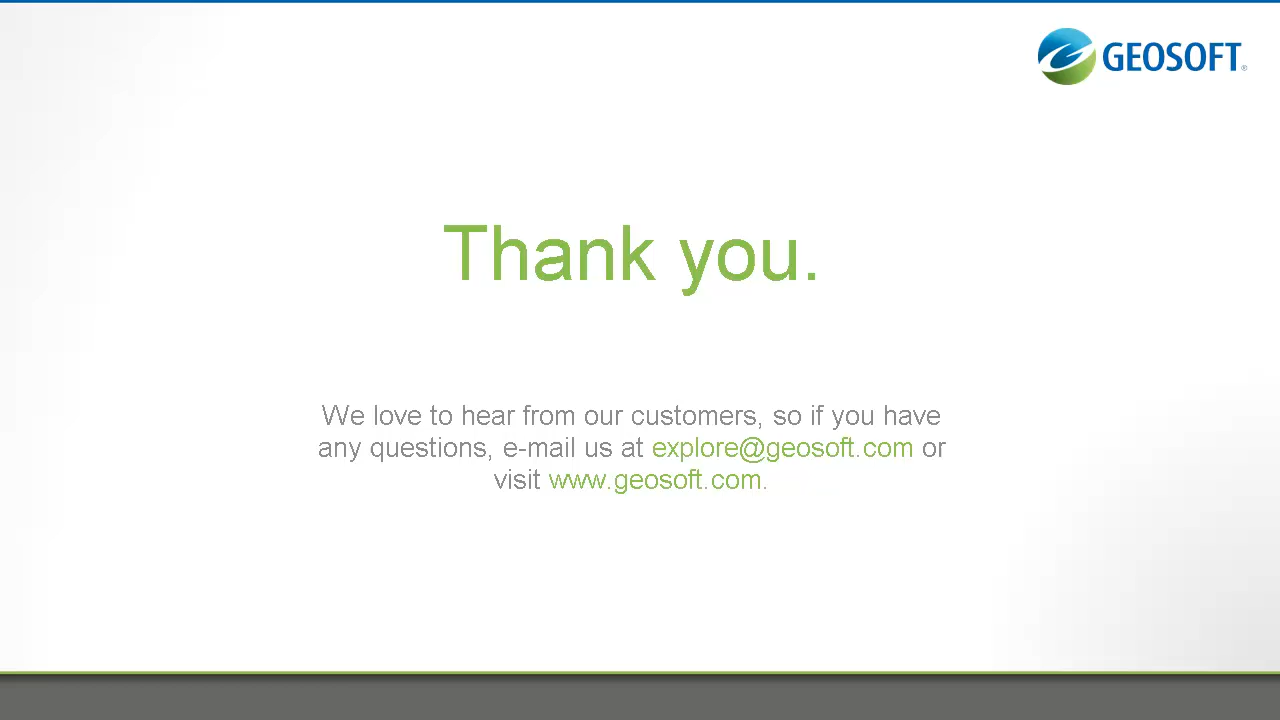 GEOSOFT®
Thank you.
We love to hear from our customers, so if you have
any questions, e-mail us at explore@geosoft.com or
visit www.geosoft.com.